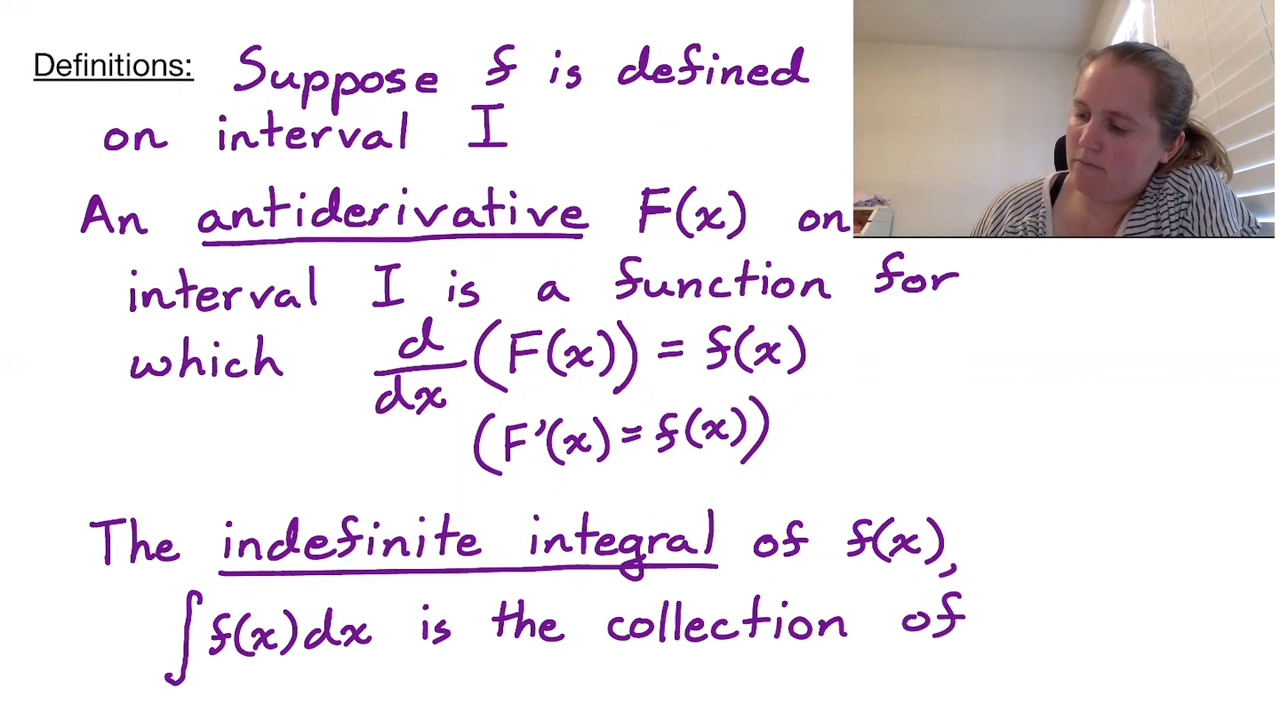 Definitions: Suppose f is defined
on interval I
An antiderivative F(x) on
interval I is a function for
which d/dx (F(x)) = f(x)
(F'(x) = f(x))
The indefinite integral of f(x),
∫f(x)dx is the collection of